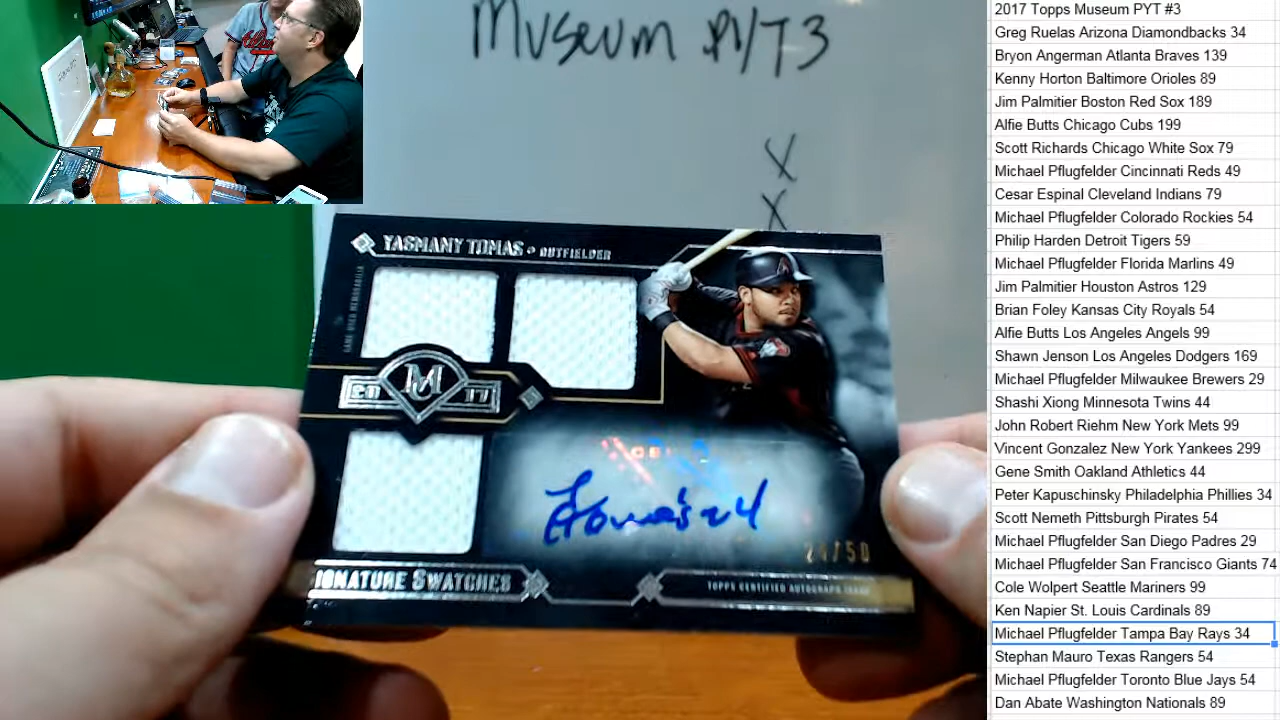 Museum PYT3
X
X
YASMANY TOMAS • OUTFIELDER
GAME USED MEMORABILIA
M
2017
Tomas 24
/50
SIGNATURE SWATCHES
TOPPS CERTIFIED AUTOGRAPH ISSUE
2017 Topps Museum PYT #3
Greg Ruelas Arizona Diamondbacks 34
Bryon Angerman Atlanta Braves 139
Kenny Horton Baltimore Orioles 89
Jim Palmitier Boston Red Sox 189
Alfie Butts Chicago Cubs 199
Scott Richards Chicago White Sox 79
Michael Pflugfelder Cincinnati Reds 49
Cesar Espinal Cleveland Indians 79
Michael Pflugfelder Colorado Rockies 54
Philip Harden Detroit Tigers 59
Michael Pflugfelder Florida Marlins 49
Jim Palmitier Houston Astros 129
Brian Foley Kansas City Royals 54
Alfie Butts Los Angeles Angels 99
Shawn Jenson Los Angeles Dodgers 169
Michael Pflugfelder Milwaukee Brewers 29
Shashi Xiong Minnesota Twins 44
John Robert Riehm New York Mets 99
Vincent Gonzalez New York Yankees 299
Gene Smith Oakland Athletics 44
Peter Kapuschinsky Philadelphia Phillies 34
Scott Nemeth Pittsburgh Pirates 54
Michael Pflugfelder San Diego Padres 29
Michael Pflugfelder San Francisco Giants 74
Cole Wolpert Seattle Mariners 99
Ken Napier St. Louis Cardinals 89
Michael Pflugfelder Tampa Bay Rays 34
Stephan Mauro Texas Rangers 54
Michael Pflugfelder Toronto Blue Jays 54
Dan Abate Washington Nationals 89